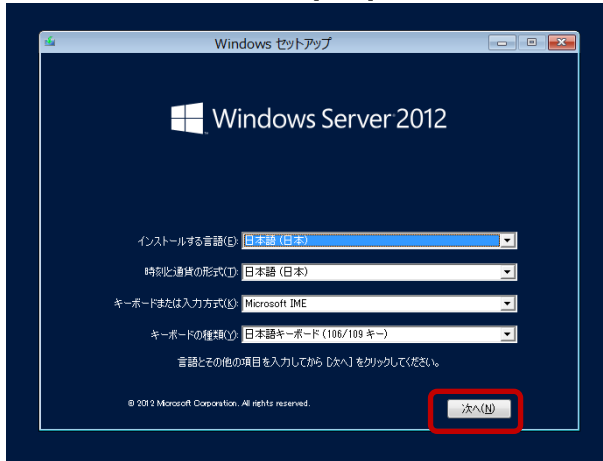 Windows セットアップ
Windows Server 2012
インストールする言語(E): 日本語 (日本)
時刻と通貨の形式(T): 日本語 (日本)
キーボードまたは入力方式(K): Microsoft IME
キーボードの種類(Y): 日本語キーボード (106/109 キー)
言語とその他の項目を入力してから [次へ] をクリックしてください。
© 2012 Microsoft Corporation. All rights reserved.
次へ(N)